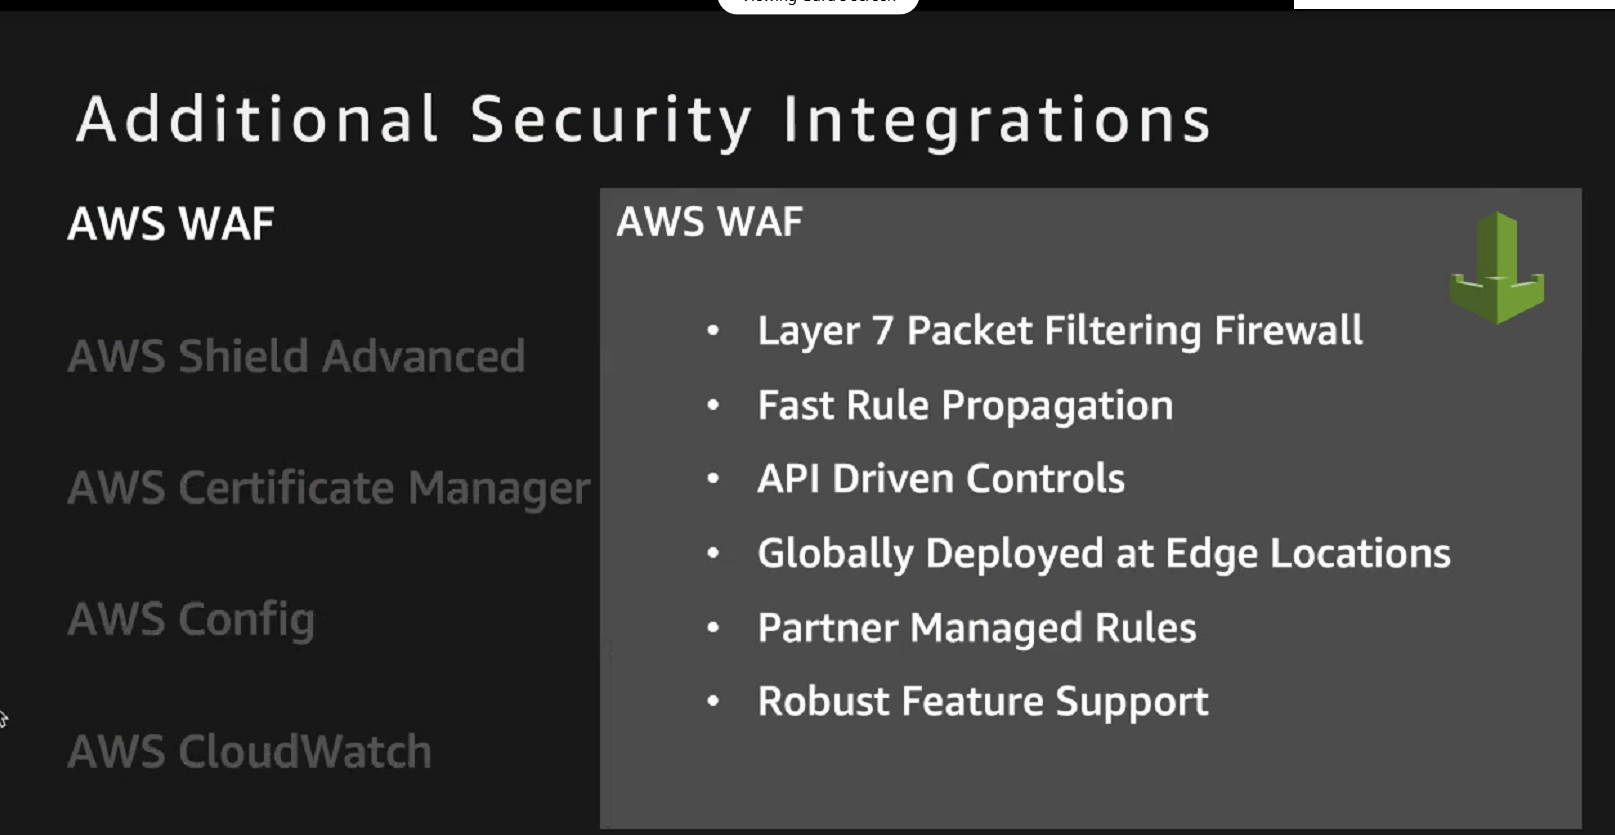 Additional Security Integrations
AWS WAF
AWS Shield Advanced
AWS Certificate Manager
AWS Config
AWS CloudWatch
AWS WAF
• Layer 7 Packet Filtering Firewall
• Fast Rule Propagation
• API Driven Controls
• Globally Deployed at Edge Locations
• Partner Managed Rules
• Robust Feature Support